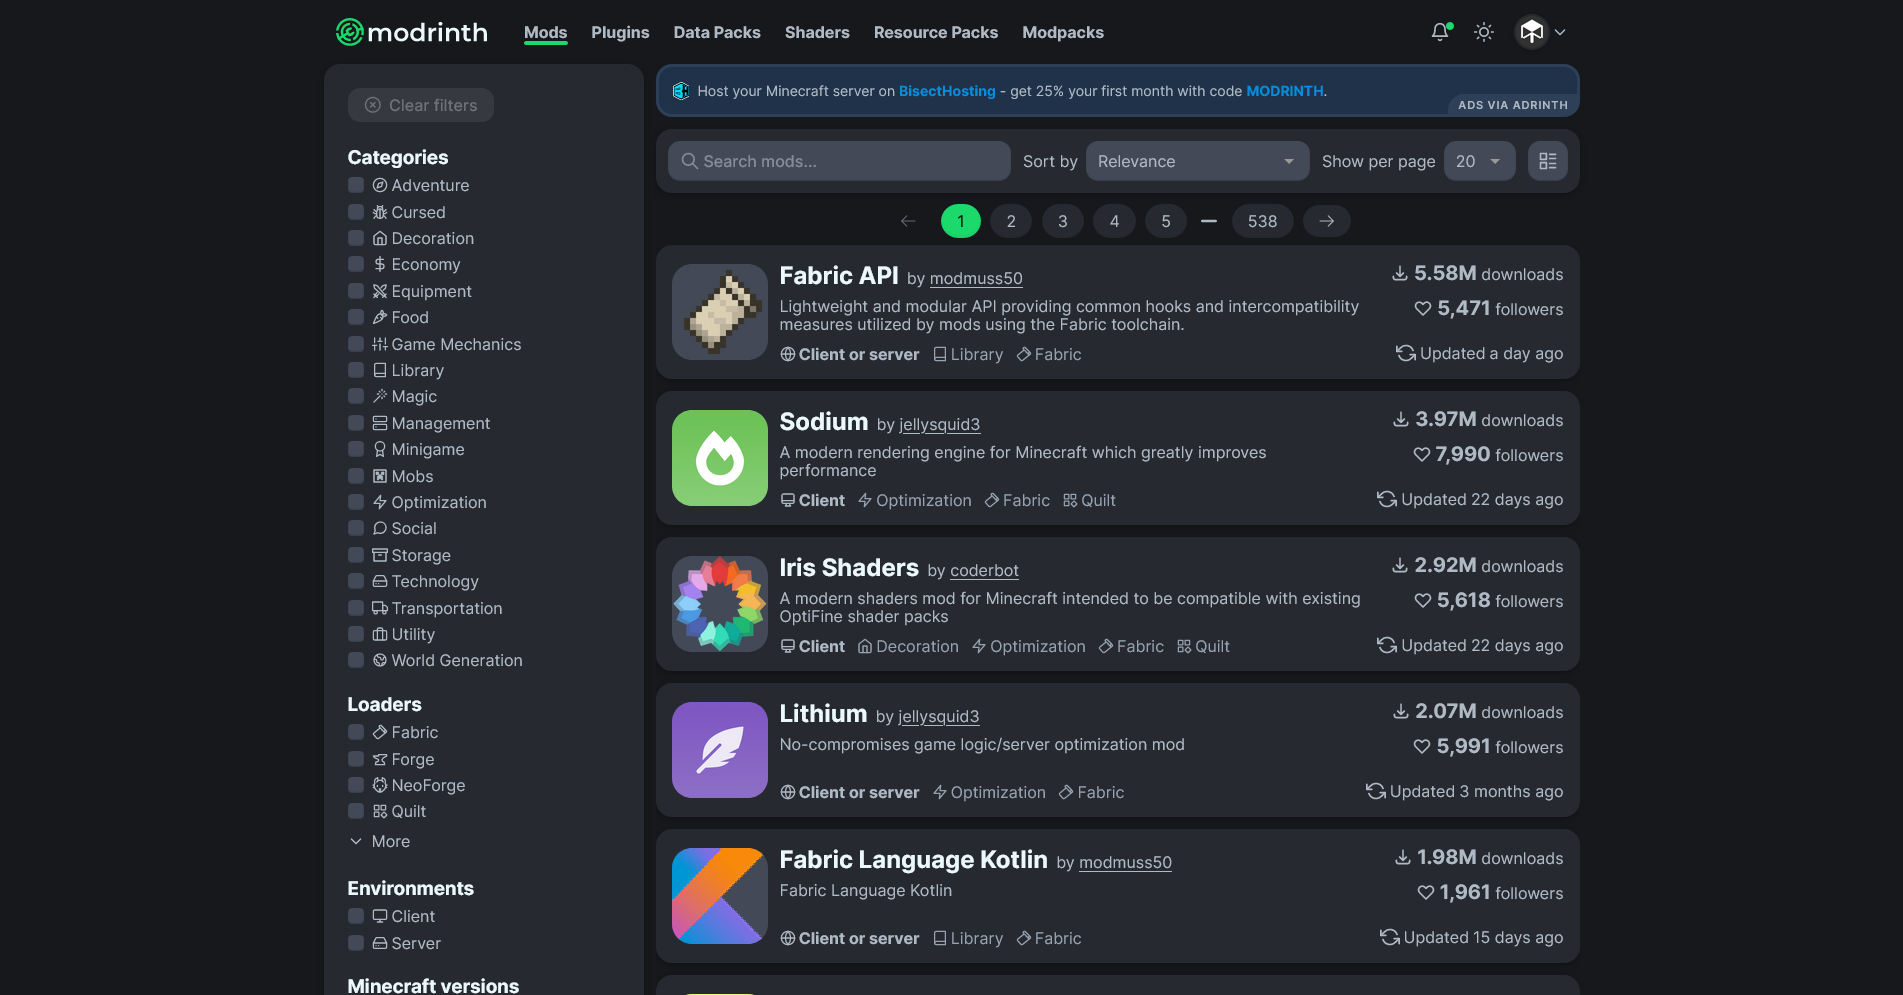 modrinth
Mods Plugins Data Packs Shaders Resource Packs Modpacks
Clear filters
Categories
Adventure
Cursed
Decoration
Economy
Equipment
Food
Game Mechanics
Library
Magic
Management
Minigame
Mobs
Optimization
Social
Storage
Technology
Transportation
Utility
World Generation
Loaders
Fabric
Forge
NeoForge
Quilt
More
Environments
Client
Server
Minecraft versions
Host your Minecraft server on BisectHosting - get 25% your first month with code MODRINTH.
ADS VIA ADRINTH
Search mods... Sort by Relevance Show per page 20
1 2 3 4 5 538
Fabric API by modmuss50
Lightweight and modular API providing common hooks and intercompatibility
measures utilized by mods using the Fabric toolchain.
Client or server Library Fabric
5.58M downloads
5,471 followers
Updated a day ago
Sodium by jellysquid3
A modern rendering engine for Minecraft which greatly improves
performance
Client Optimization Fabric Quilt
3.97M downloads
7,990 followers
Updated 22 days ago
Iris Shaders by coderbot
A modern shaders mod for Minecraft intended to be compatible with existing
OptiFine shader packs
Client Decoration Optimization Fabric Quilt
2.92M downloads
5,618 followers
Updated 22 days ago
Lithium by jellysquid3
No-compromises game logic/server optimization mod
Client or server Optimization Fabric
2.07M downloads
5,991 followers
Updated 3 months ago
Fabric Language Kotlin by modmuss50
Fabric Language Kotlin
Client or server Library Fabric
1.98M downloads
1,961 followers
Updated 15 days ago